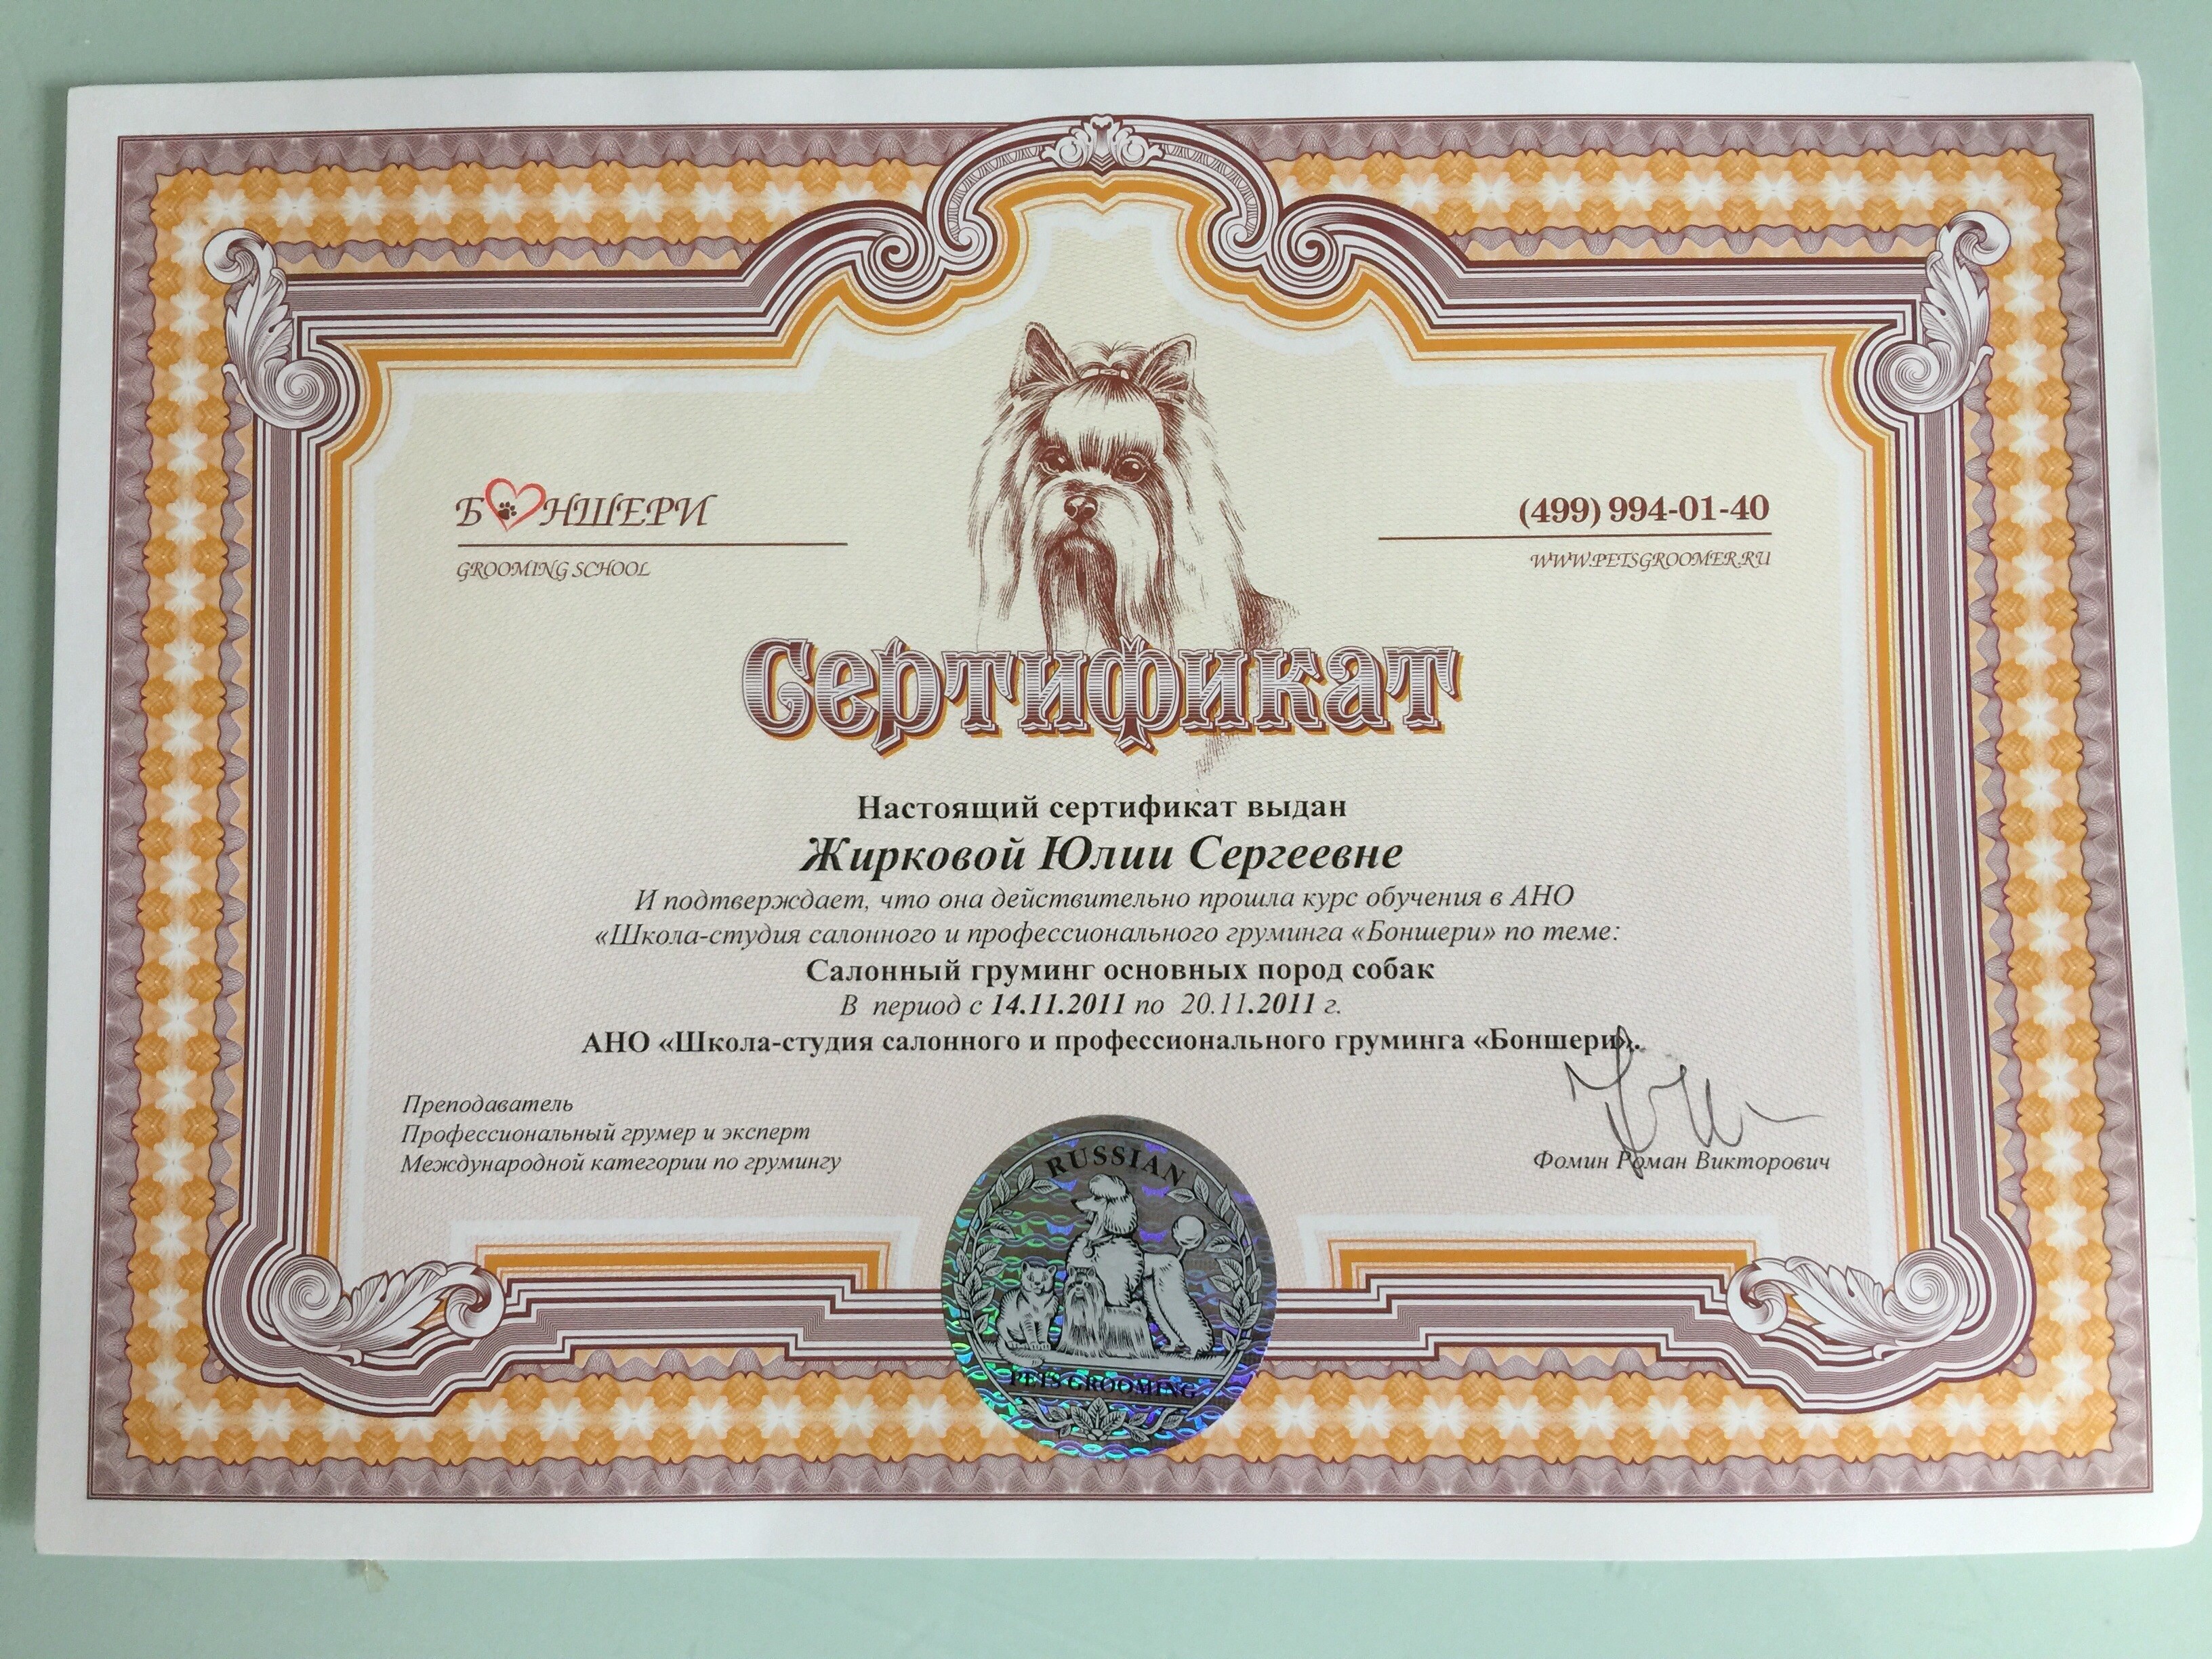 БОНШЕРИ
GROOMING SCHOOL
(499) 994-01-40
WWW.PETSGROOMER.RU
Сертификат
Настоящий сертификат выдан
Жирковой Юлии Сергеевне
И подтверждает, что она действительно прошла курс обучения в АНО
«Школа-студия салонного и профессионального груминга «Боншери» по теме:
Салонный груминг основных пород собак
В период с 14.11.2011 по 20.11.2011 г.
АНО «Школа-студия салонного и профессионального груминга «Боншери».
Преподаватель
Профессиональный грумер и эксперт
Международной категории по грумингу
Фомин Роман Викторович
RUSSIAN
PETS GROOMING